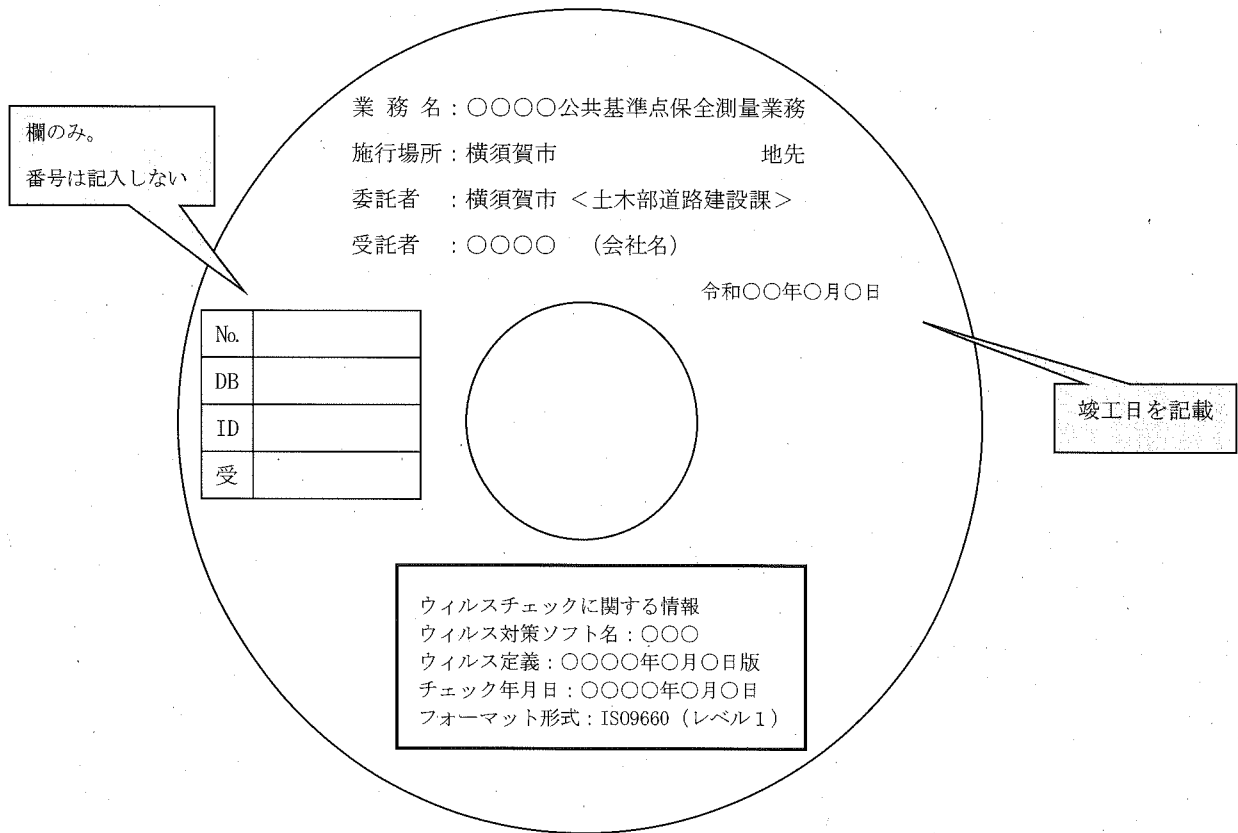 業 務 名：○○○○公共基準点保全測量業務
施行場所：横須賀市　　　　　　　地先
委託者　：横須賀市 ＜土木部道路建設課＞
受託者　：○○○○　（会社名）
令和○○年○月○日
欄のみ。
番号は記入しない
No.
DB
ID
受
竣工日を記載
ウィルスチェックに関する情報
ウィルス対策ソフト名：○○○
ウィルス定義：○○○○年○月○日版
チェック年月日：○○○○年○月○日
フォーマット形式：ISO9660（レベル１）